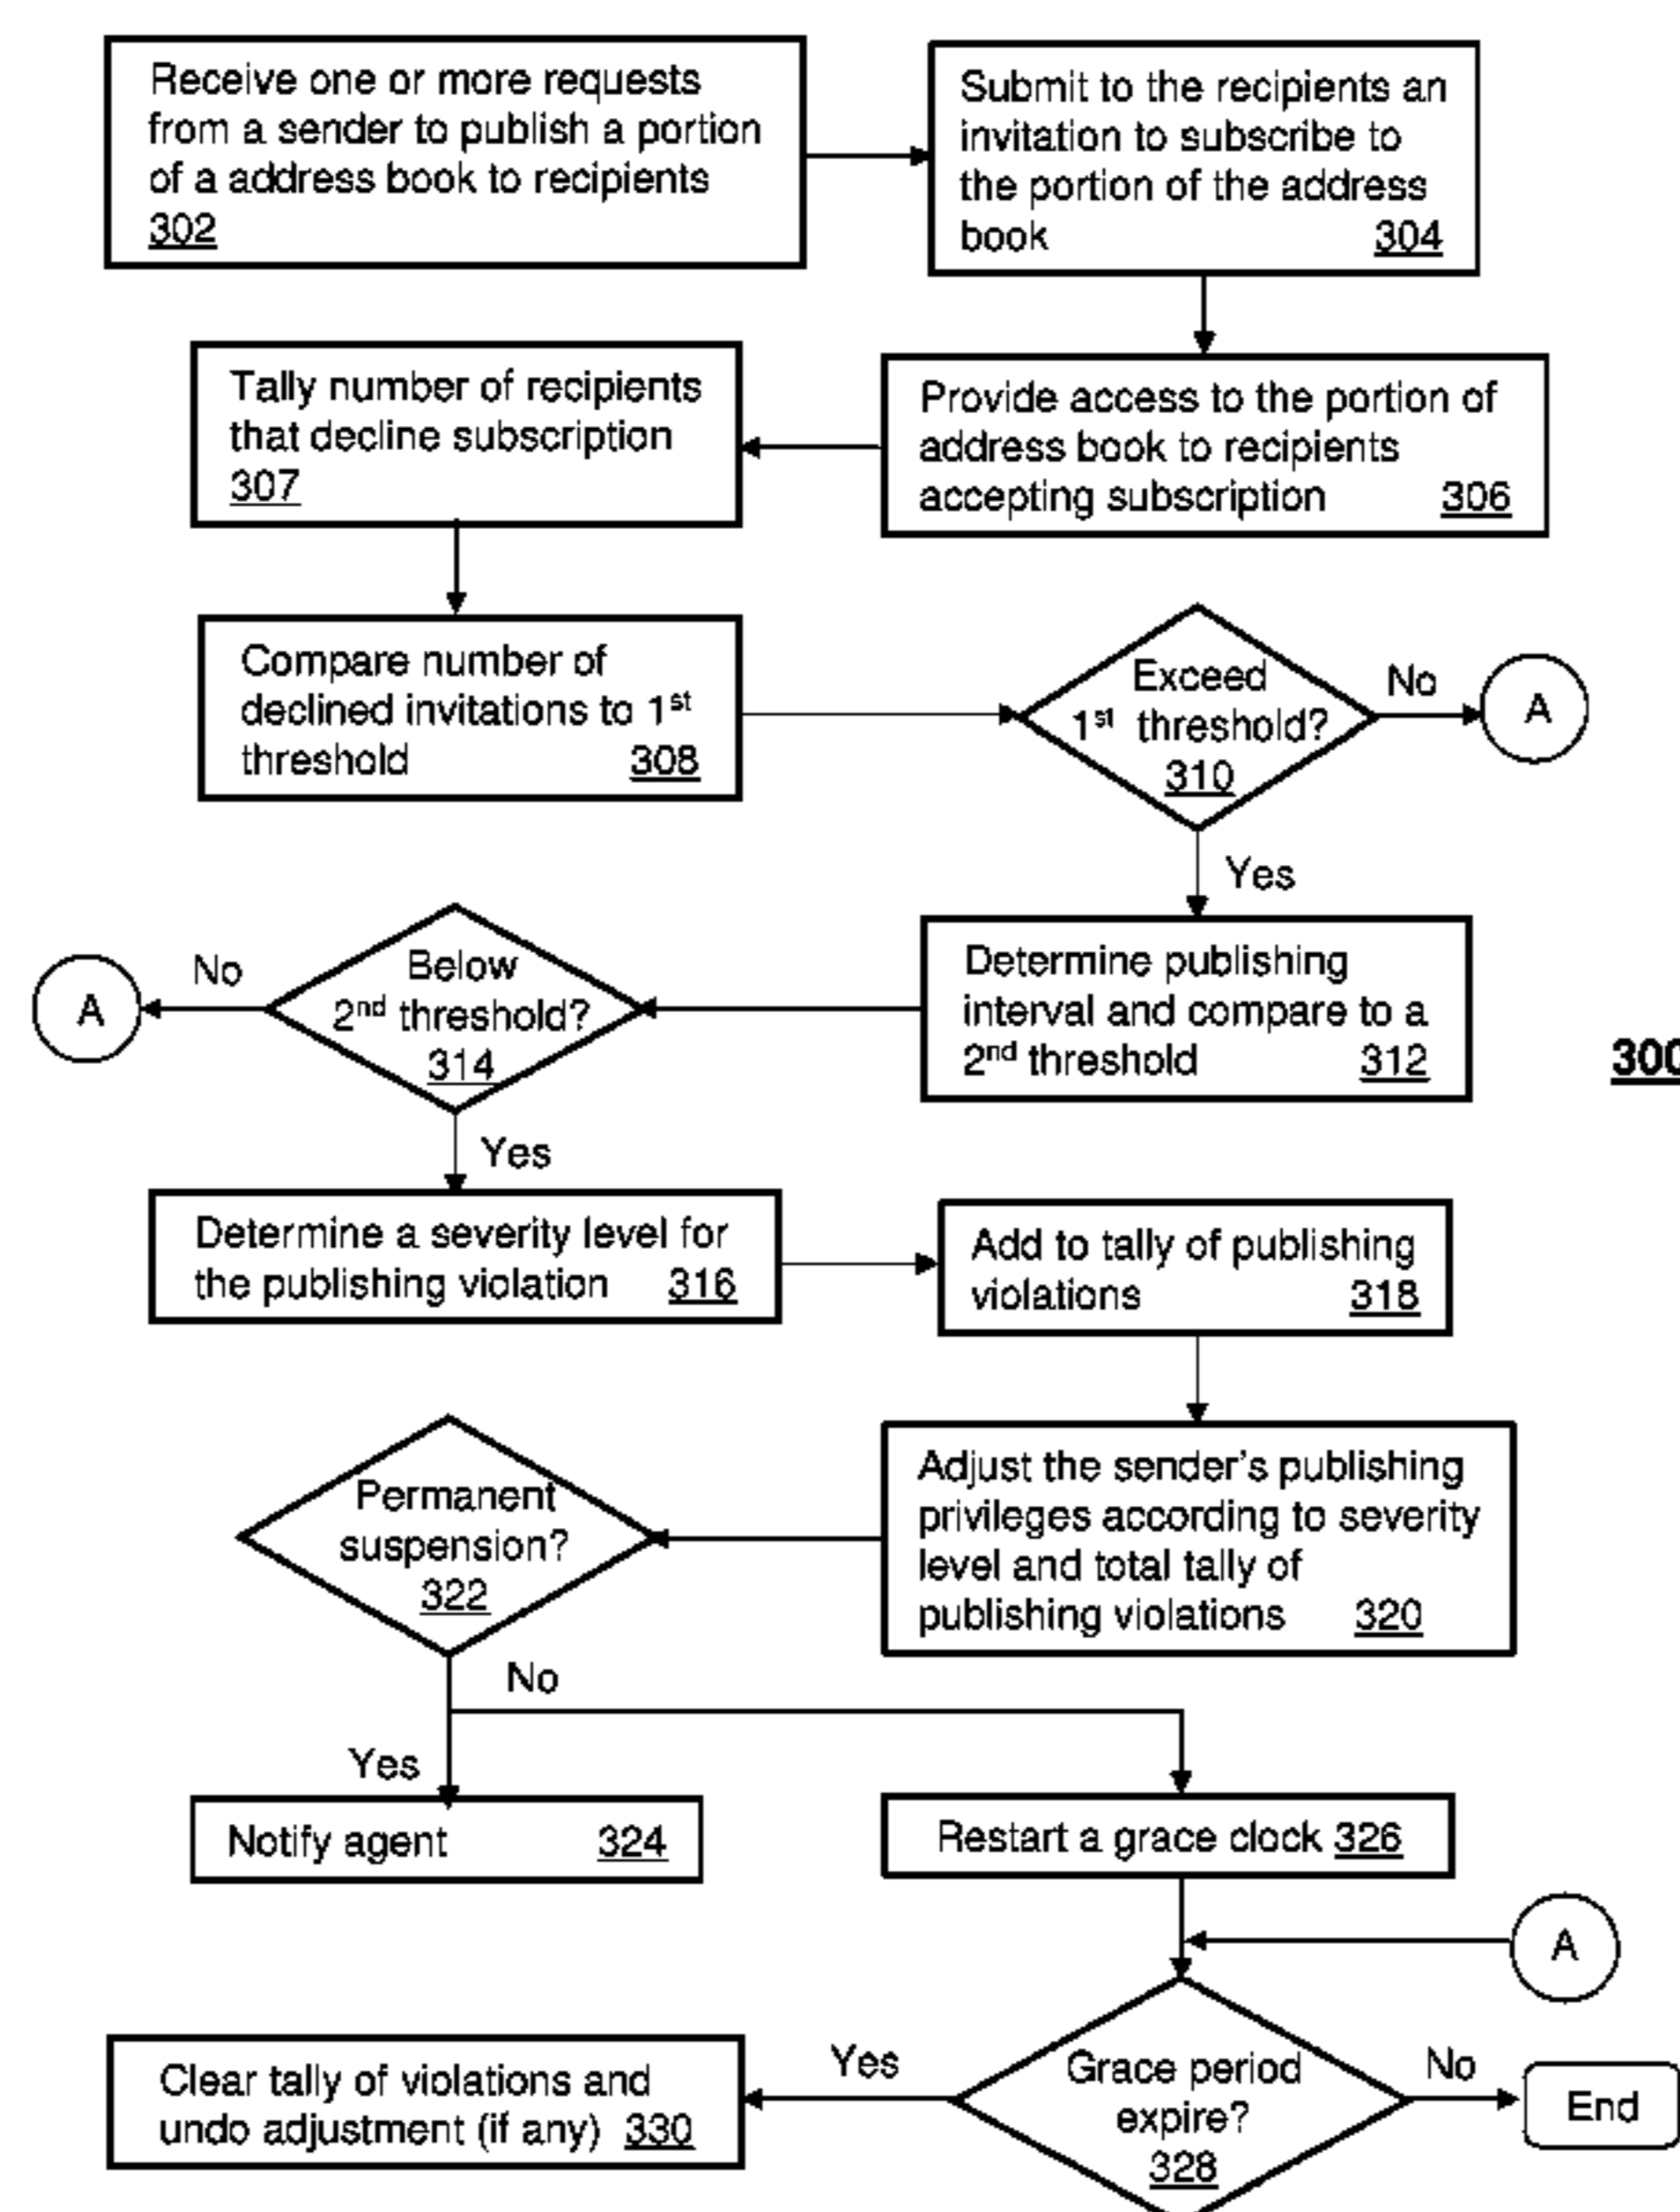 Receive one or more requests
from a sender to publish a portion
of a address book to recipients
302
Submit to the recipients an
invitation to subscribe to
the portion of the address
book 304
Tally number of recipients
that decline subscription
307
Provide access to the portion of
address book to recipients
accepting subscription 306
Compare number of
declined invitations to 1st
threshold 308
Exceed
1st threshold?
310
No
A
Yes
Below
2nd threshold?
314
No
A
Determine publishing
interval and compare to a
2nd threshold 312
300
Yes
Determine a severity level for
the publishing violation 316
Add to tally of publishing
violations 318
Permanent
suspension?
322
Adjust the sender's publishing
privileges according to severity
level and total tally of
publishing violations 320
No
Yes
Notify agent 324
Restart a grace clock 326
A
Clear tally of violations and
undo adjustment (if any) 330
Yes
Grace period
expire?
328
No
End